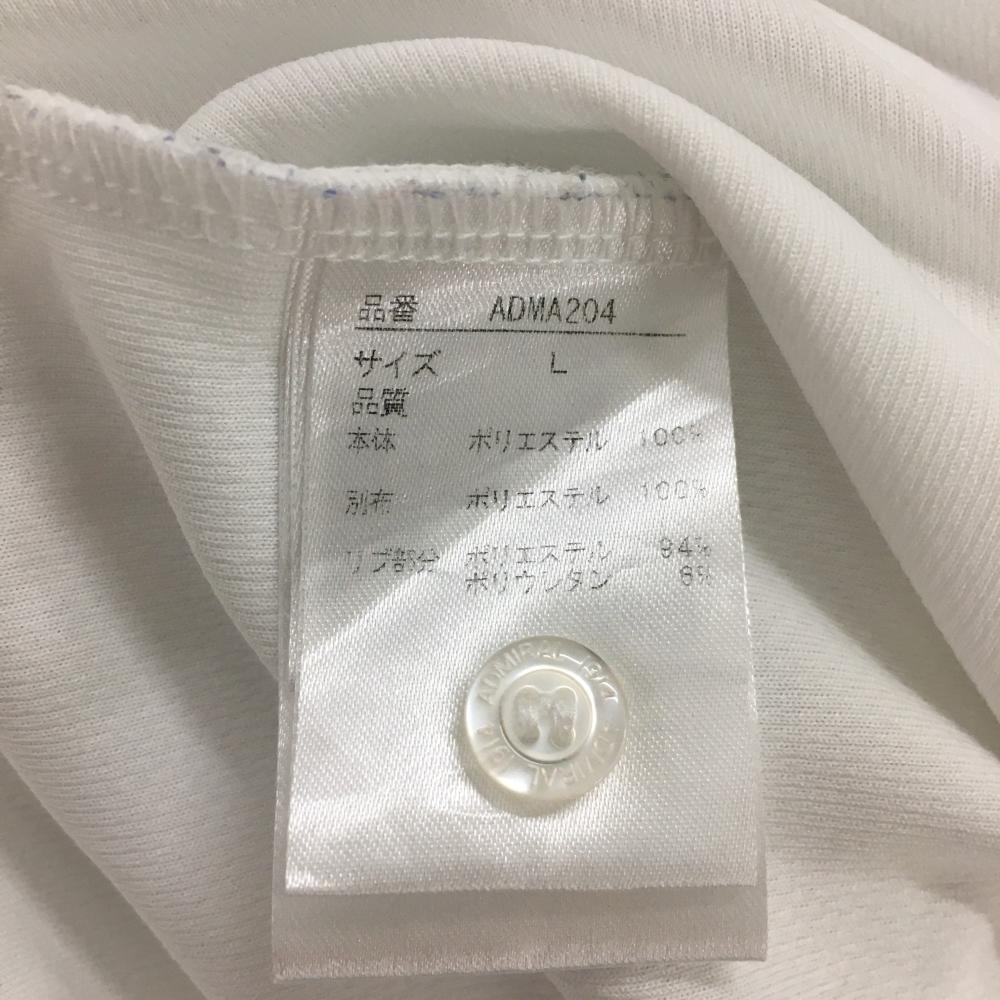 品番 ADMA204
サイズ L
品質
本体 ポリエステル 100%
別布 ポリエステル 100%
リブ部分 ポリエステル 94%
ポリウレタン 6%
ADMIRAL